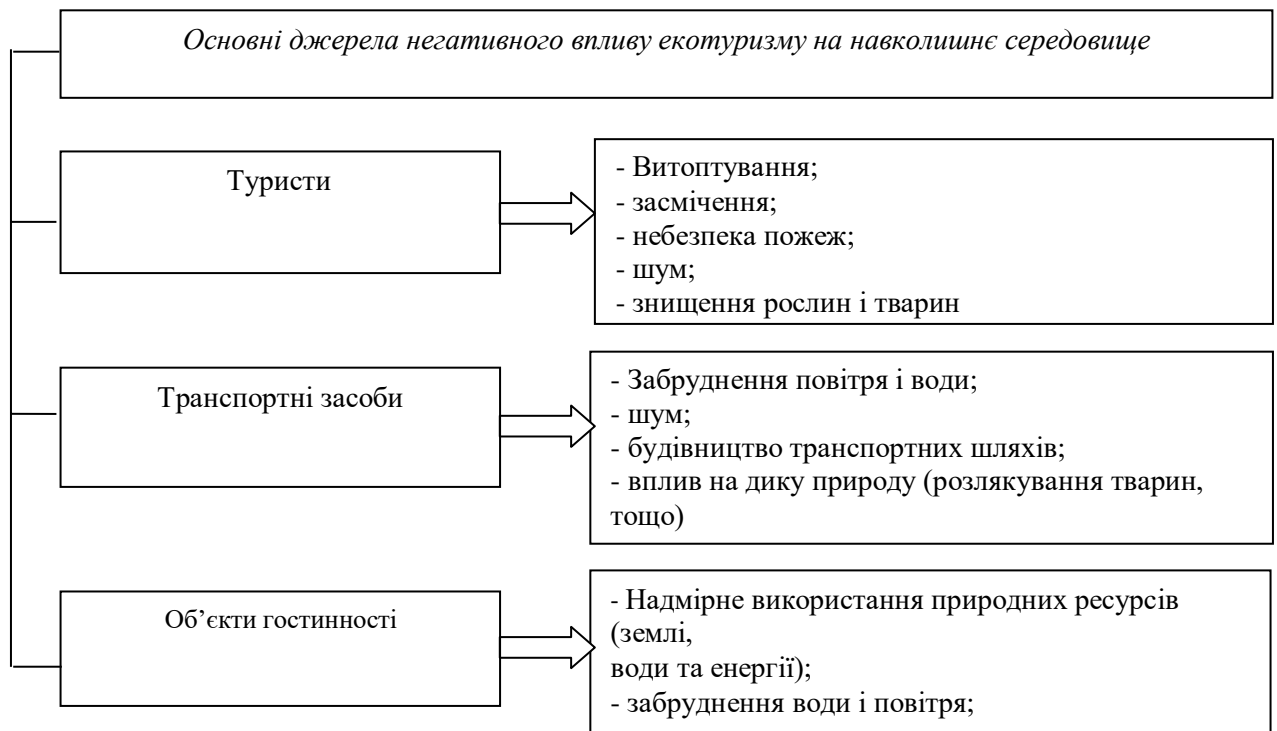 Основні джерела негативного впливу екотуризму на навколишнє середовище
Туристи
- Витоптування;
- засмічення;
- небезпека пожеж;
- шум;
- знищення рослин і тварин
Транспортні засоби
- Забруднення повітря і води;
- шум;
- будівництво транспортних шляхів;
- вплив на дику природу (розлякування тварин,
тощо)
Об’єкти гостинності
- Надмірне використання природних ресурсів
(землі,
води та енергії);
- забруднення води і повітря;